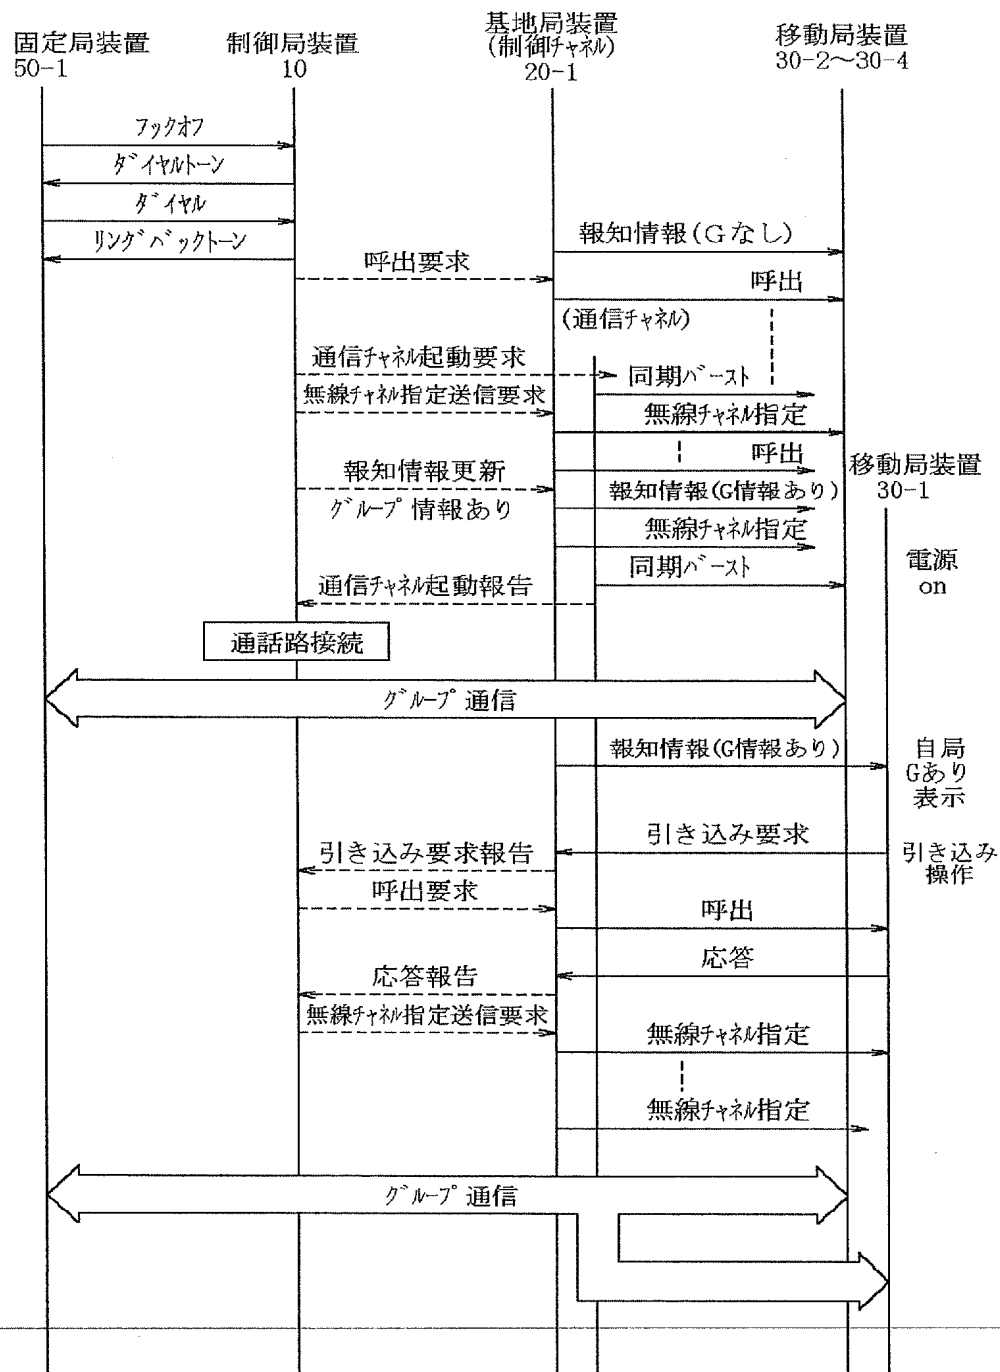 固定局装置
50-1
制御局装置
10
基地局装置
(制御チャネル)
20-1
移動局装置
30-2～30-4
フックオフ
ダイヤルトーン
ダイヤル
リングバックトーン
報知情報(Gなし)
呼出要求
呼出
(通信チャネル)
通信チャネル起動要求
同期バースト
無線チャネル指定送信要求
無線チャネル指定
呼出
移動局装置
30-1
報知情報更新
グループ情報あり
報知情報(G情報あり)
無線チャネル指定
電源
on
同期バースト
通信チャネル起動報告
通話路接続
グループ通信
報知情報(G情報あり)
自局
Gあり
表示
引き込み要求
引き込み
操作
引き込み要求報告
呼出要求
呼出
応答
応答報告
無線チャネル指定送信要求
無線チャネル指定
無線チャネル指定
グループ通信